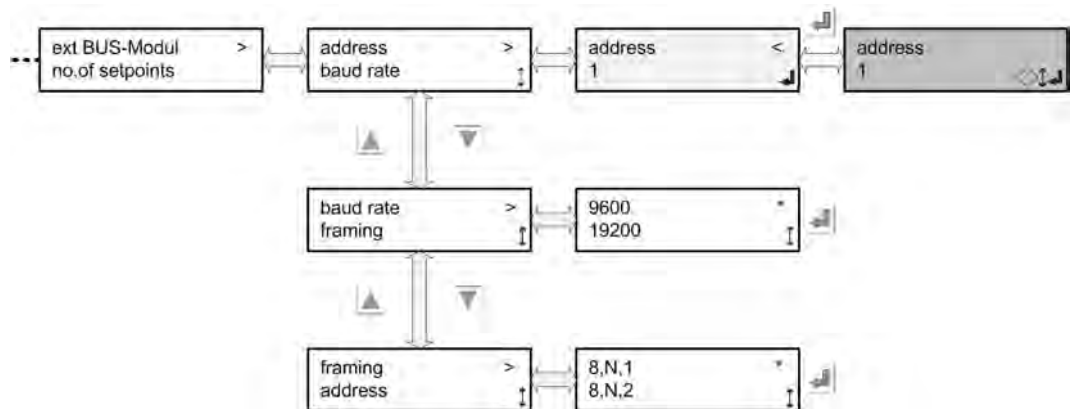 ext BUS-Modul >
no.of setpoints
address >
baud rate
address <
1
address
1
baud rate >
framing
9600 *
19200
framing >
address
8,N,1 *
8,N,2